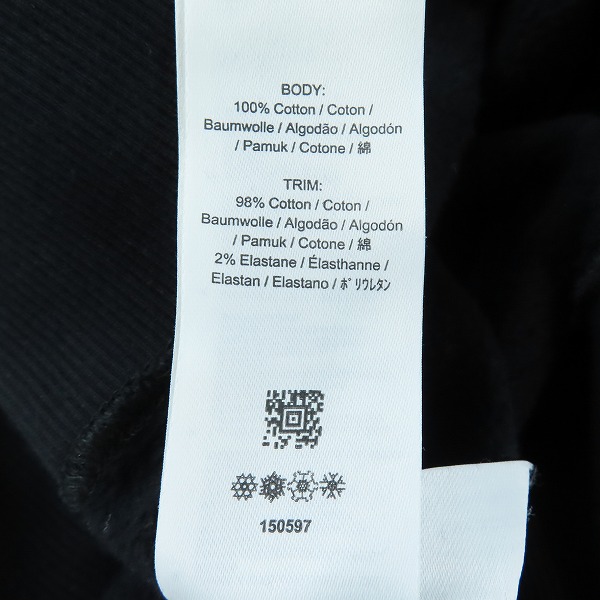 BODY:
100% Cotton / Coton /
Baumwolle / Algodão / Algodón
/ Pamuk / Cotone / 綿
TRIM:
98% Cotton / Coton /
Baumwolle / Algodão / Algodón
/ Pamuk / Cotone / 綿
2% Elastane / Élasthanne /
Elastan / Elastano / ﾎﾟﾘｳﾚﾀﾝ
150597